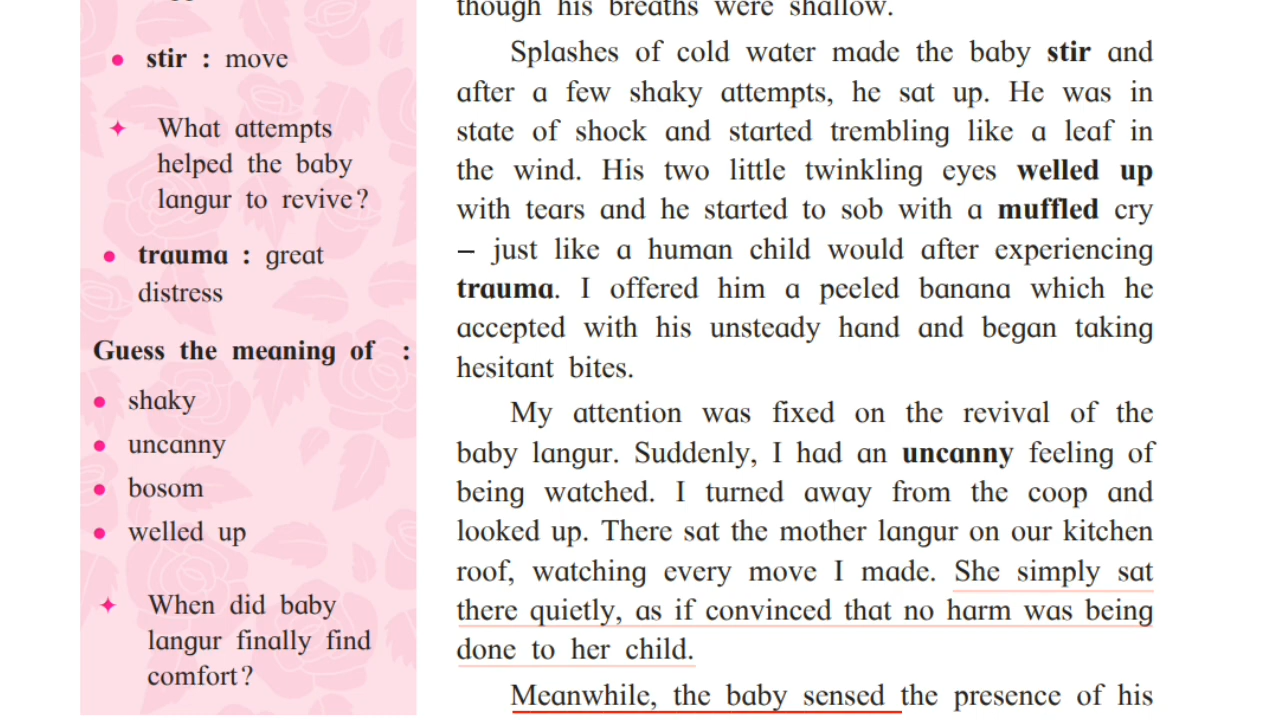 • stir : move
✦ What attempts
helped the baby
langur to revive?
• trauma : great
distress
Guess the meaning of :
• shaky
• uncanny
• bosom
• welled up
✦ When did baby
langur finally find
comfort?
though his breaths were shallow.
Splashes of cold water made the baby stir and
after a few shaky attempts, he sat up. He was in
state of shock and started trembling like a leaf in
the wind. His two little twinkling eyes welled up
with tears and he started to sob with a muffled cry
– just like a human child would after experiencing
trauma. I offered him a peeled banana which he
accepted with his unsteady hand and began taking
hesitant bites.
My attention was fixed on the revival of the
baby langur. Suddenly, I had an uncanny feeling of
being watched. I turned away from the coop and
looked up. There sat the mother langur on our kitchen
roof, watching every move I made. She simply sat
there quietly, as if convinced that no harm was being
done to her child.
Meanwhile, the baby sensed the presence of his